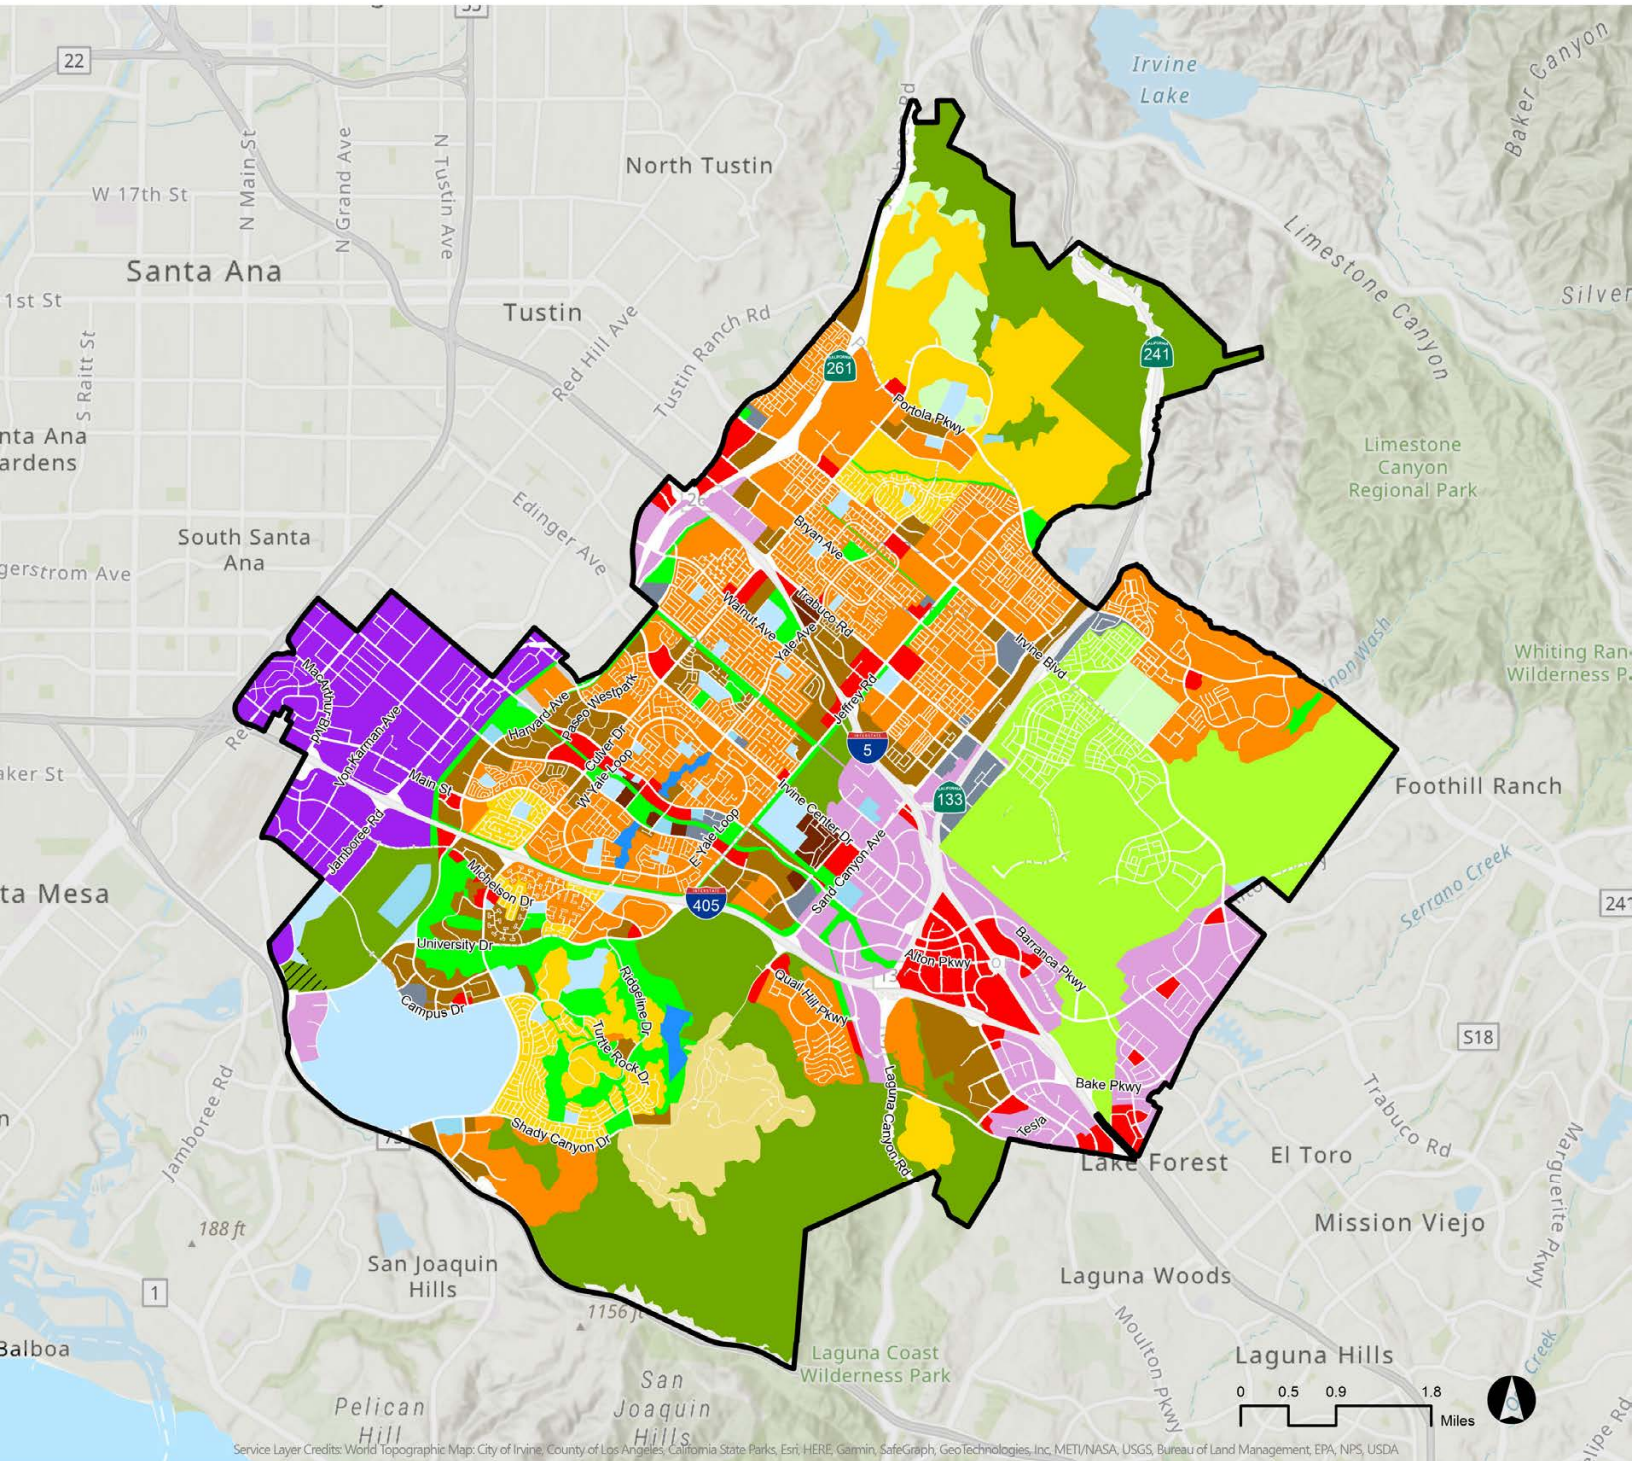 55
22
Irvine
Lake
Baker Canyon
N Main St
N Grand Ave
N Tustin Ave
North Tustin
W 17th St
Limestone Canyon
Santa Ana
1st St
Tustin
Red Hill Ave
Tustin Ranch Rd
Silver
S Raitt St
CALIFORNIA
261
CALIFORNIA
241
Portola Pkwy
nta Ana
ardens
Limestone
Canyon
Regional Park
Edinger Ave
South Santa
Ana
gerstrom Ave
Bryan Ave
Trabuco Rd
Walnut Ave
Yale Ave
Irvine Blvd
Whiting Ran
Wilderness P
MacArthur Blvd
Von Karman Ave
Harvard Ave
Paseo Westpark
Culver Dr
W Yale Loop
Jeffrey Rd
INTERSTATE
5
aker St
Main St
Foothill Ranch
CALIFORNIA
133
Irvine Center Dr
E Yale Loop
Jamboree Rd
Michelson Dr
Sand Canyon Ave
ta Mesa
INTERSTATE
405
Serrano Creek
241
University Dr
Alton Pkwy
Barranca Pkwy
Ridgeline Dr
Quail Hill Pkwy
Campus Dr
Turtle Rock Dr
S18
Bake Pkwy
Laguna Canyon Rd
Tesla
Shady Canyon Dr
Jamboree Rd
73
Trabuco Rd
Marguerite Pkwy
Lake Forest
El Toro
Mission Viejo
188 ft
San Joaquin
Hills
Laguna Woods
1
1156 ft
Moulton Pkwy
Balboa
Laguna Coast
Wilderness Park
Laguna Hills
Creek
San
Joaquin
Hills
Pelican
Hill
0 0.5 0.9 1.8
Miles
Service Layer Credits: World Topographic Map: City of Irvine, County of Los Angeles, California State Parks, Esri, HERE, Garmin, SafeGraph, GeoTechnologies, Inc, METI/NASA, USGS, Bureau of Land Management, EPA, NPS, USDA